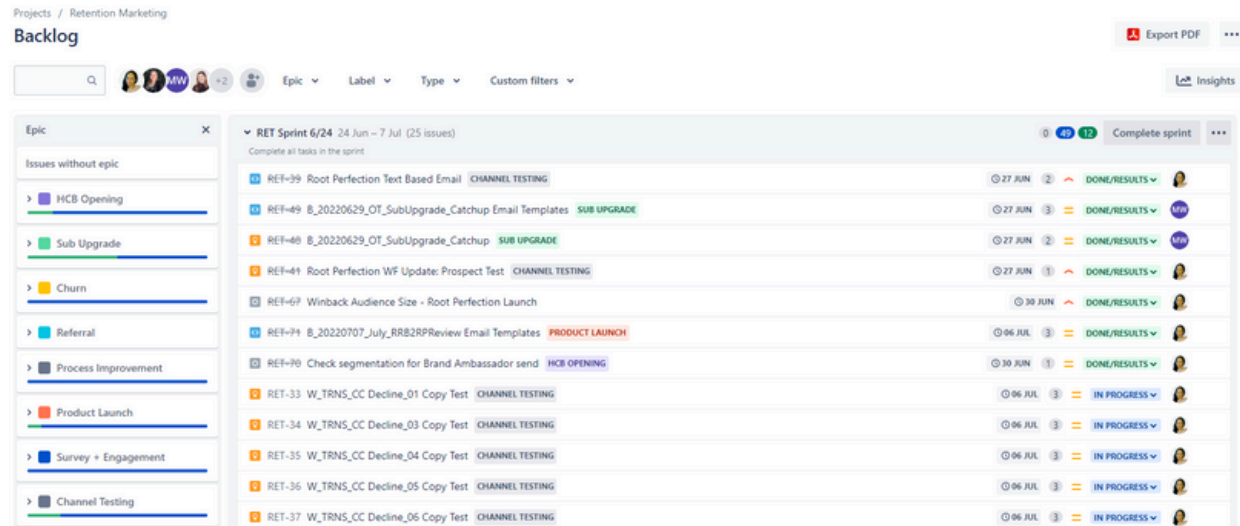 Projects / Retention Marketing
Backlog
Export PDF
MW +2 Epic Label Type Custom filters Insights
Epic
Issues without epic
HCB Opening
Sub Upgrade
Churn
Referral
Process Improvement
Product Launch
Survey + Engagement
Channel Testing
RET Sprint 6/24 24 Jun – 7 Jul (25 issues) 0 49 12 Complete sprint
Complete all tasks in the sprint
RET-39 Root Perfection Text Based Email CHANNEL TESTING 27 JUN 2 DONE/RESULTS
RET-49 B_20220629_OT_SubUpgrade_Catchup Email Templates SUB UPGRADE 27 JUN 3 DONE/RESULTS MW
RET-48 B_20220629_OT_SubUpgrade_Catchup SUB UPGRADE 27 JUN 2 DONE/RESULTS MW
RET-41 Root Perfection WF Update: Prospect Test CHANNEL TESTING 27 JUN 1 DONE/RESULTS
RET-67 Winback Audience Size - Root Perfection Launch 30 JUN DONE/RESULTS
RET-71 B_20220707_July_RRB2RPReview Email Templates PRODUCT LAUNCH 06 JUL 3 DONE/RESULTS
RET-70 Check segmentation for Brand Ambassador send HCB OPENING 30 JUN 1 DONE/RESULTS
RET-33 W_TRNS_CC Decline_01 Copy Test CHANNEL TESTING 06 JUL 3 IN PROGRESS
RET-34 W_TRNS_CC Decline_03 Copy Test CHANNEL TESTING 06 JUL 3 IN PROGRESS
RET-35 W_TRNS_CC Decline_04 Copy Test CHANNEL TESTING 06 JUL 3 IN PROGRESS
RET-36 W_TRNS_CC Decline_05 Copy Test CHANNEL TESTING 06 JUL 3 IN PROGRESS
RET-37 W_TRNS_CC Decline_06 Copy Test CHANNEL TESTING 06 JUL 3 IN PROGRESS